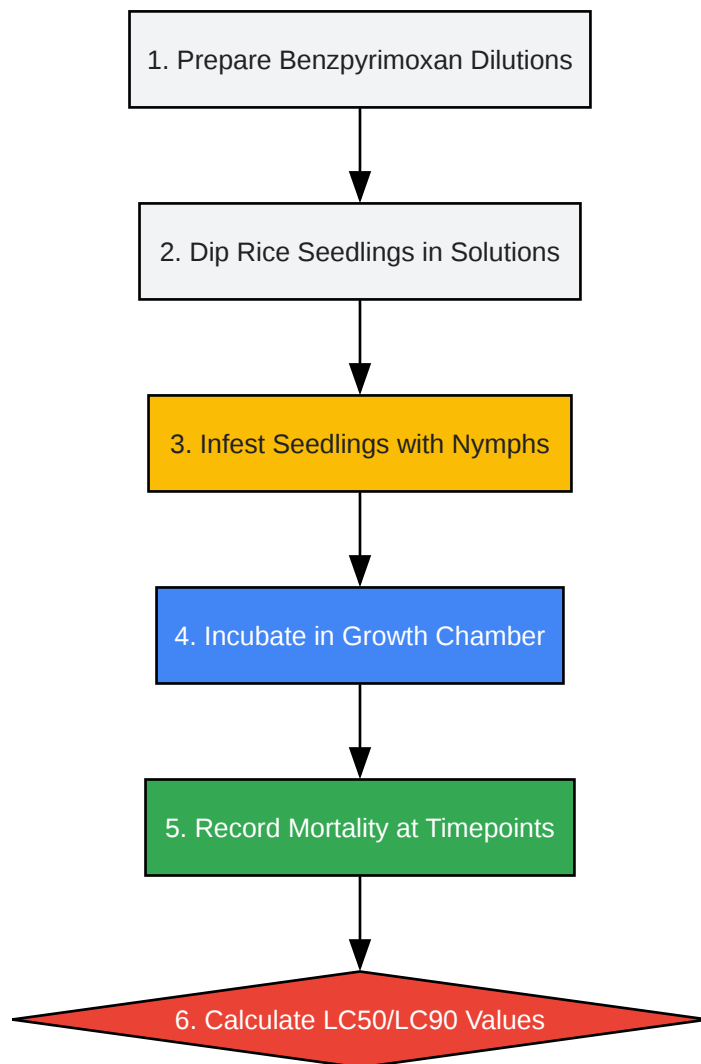 1. Prepare Benzpyrimoxan Dilutions
2. Dip Rice Seedlings in Solutions
3. Infest Seedlings with Nymphs
4. Incubate in Growth Chamber
5. Record Mortality at Timepoints
6. Calculate LC50/LC90 Values